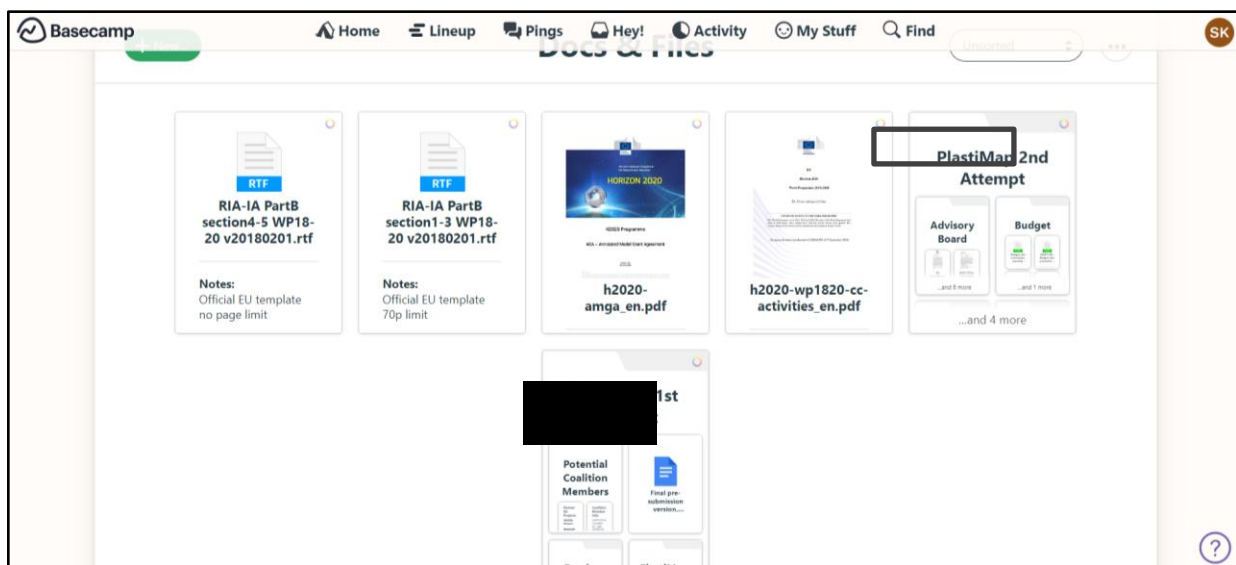 Basecamp
Home
Lineup
Pings
Hey!
Activity
My Stuff
Find
SK
New
Docs & Files
Unsorted
RTF
RIA-IA PartB
section4-5 WP18-
20 v20180201.rtf
Notes:
Official EU template
no page limit
RTF
RIA-IA PartB
section1-3 WP18-
20 v20180201.rtf
Notes:
Official EU template
70p limit
HORIZON 2020
h2020-
amga_en.pdf
h2020-wp1820-cc-
activities_en.pdf
PlastiMap 2nd
Attempt
Advisory
Board
...and 6 more
Budget
...and 1 more
...and 4 more
1st
Potential
Coalition
Members
Final pre-
submission
version....